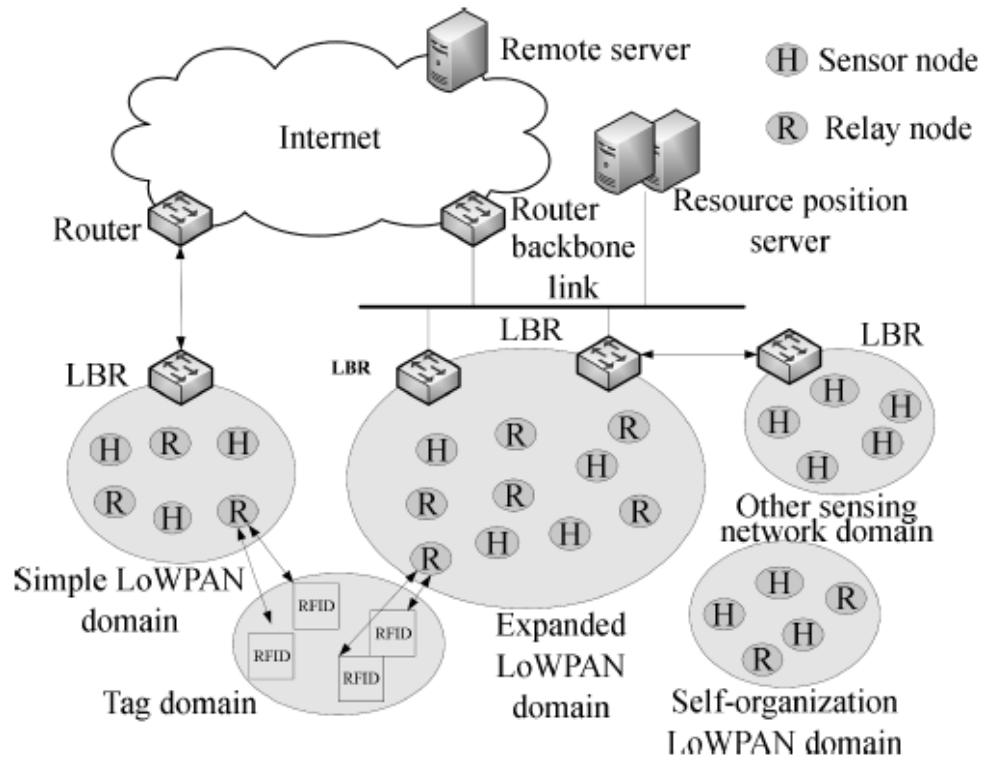 Remote server
H Sensor node
R Relay node
Internet
Router
Router
backbone
link
Resource position
server
LBR
LBR
LBR
LBR
H R H
R H R
H R R
H
R R R
H H
R
H
H H
H
H
Other sensing
network domain
Simple LoWPAN
domain
RFID
RFID
RFID
RFID
Tag domain
Expanded
LoWPAN
domain
H
H R
H
R
Self-organization
LoWPAN domain